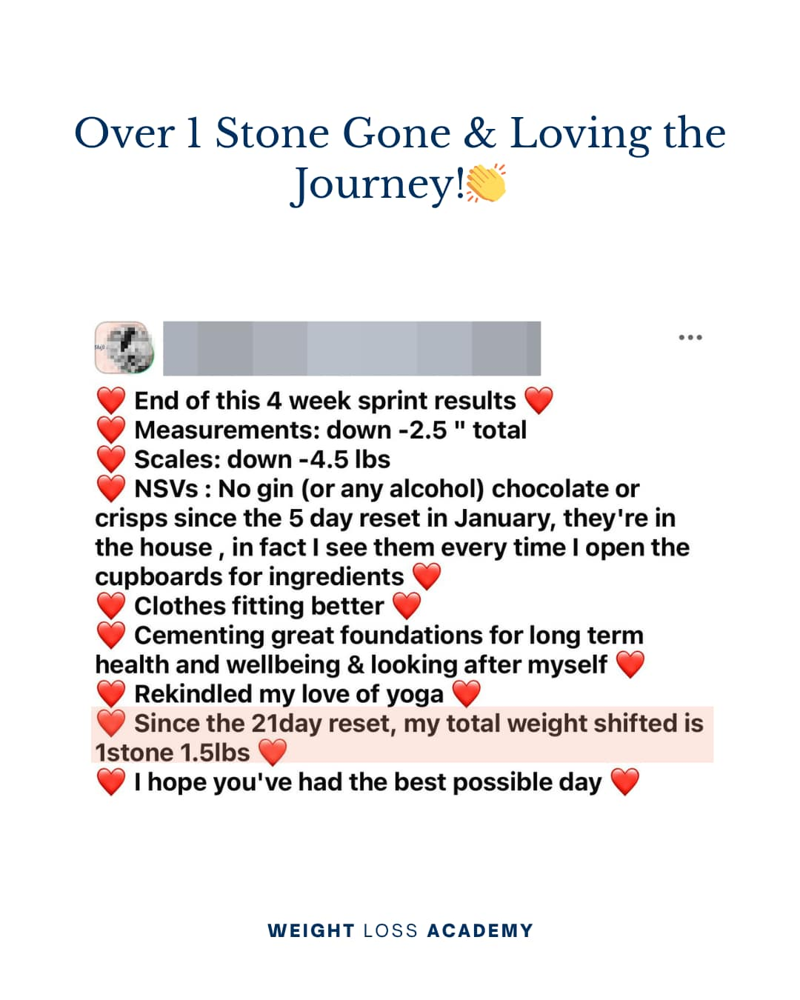 Over 1 Stone Gone & Loving the
Journey!👏
•••
❤️ End of this 4 week sprint results ❤️
❤️ Measurements: down -2.5 " total
❤️ Scales: down -4.5 lbs
❤️ NSVs : No gin (or any alcohol) chocolate or
crisps since the 5 day reset in January, they're in
the house , in fact I see them every time I open the
cupboards for ingredients ❤️
❤️ Clothes fitting better ❤️
❤️ Cementing great foundations for long term
health and wellbeing & looking after myself ❤️
❤️ Rekindled my love of yoga ❤️
❤️ Since the 21day reset, my total weight shifted is
1stone 1.5lbs ❤️
❤️ I hope you've had the best possible day ❤️
WEIGHT LOSS ACADEMY